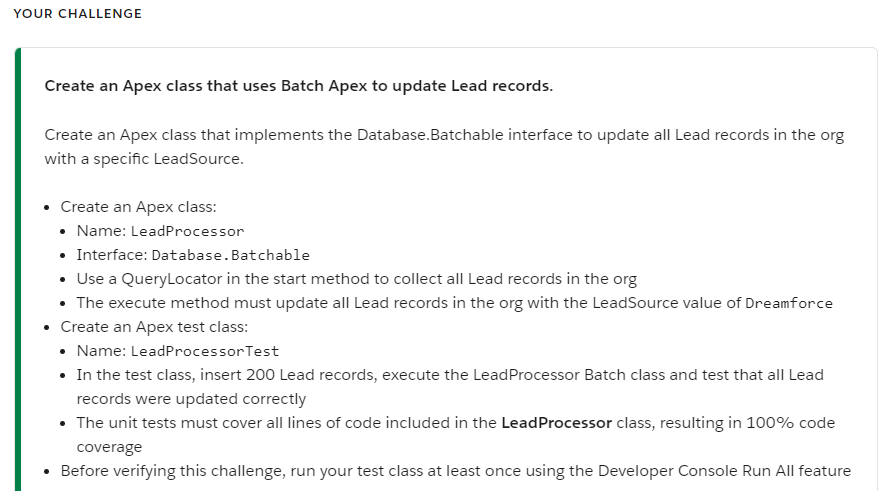 YOUR CHALLENGE
Create an Apex class that uses Batch Apex to update Lead records.
Create an Apex class that implements the Database.Batchable interface to update all Lead records in the org
with a specific LeadSource.
• Create an Apex class:
• Name: LeadProcessor
• Interface: Database.Batchable
• Use a QueryLocator in the start method to collect all Lead records in the org
• The execute method must update all Lead records in the org with the LeadSource value of Dreamforce
• Create an Apex test class:
• Name: LeadProcessorTest
• In the test class, insert 200 Lead records, execute the LeadProcessor Batch class and test that all Lead
records were updated correctly
• The unit tests must cover all lines of code included in the LeadProcessor class, resulting in 100% code
coverage
• Before verifying this challenge, run your test class at least once using the Developer Console Run All feature